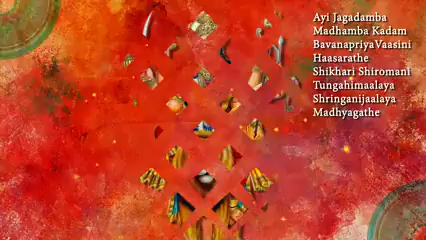 Ayi Jagadamba
Madhamba Kadam
BavanapriyaVaasini
Haasarathe
Shikhari Shiromani
Tungahimaalaya
Shringanijaalaya
Madhyagathe